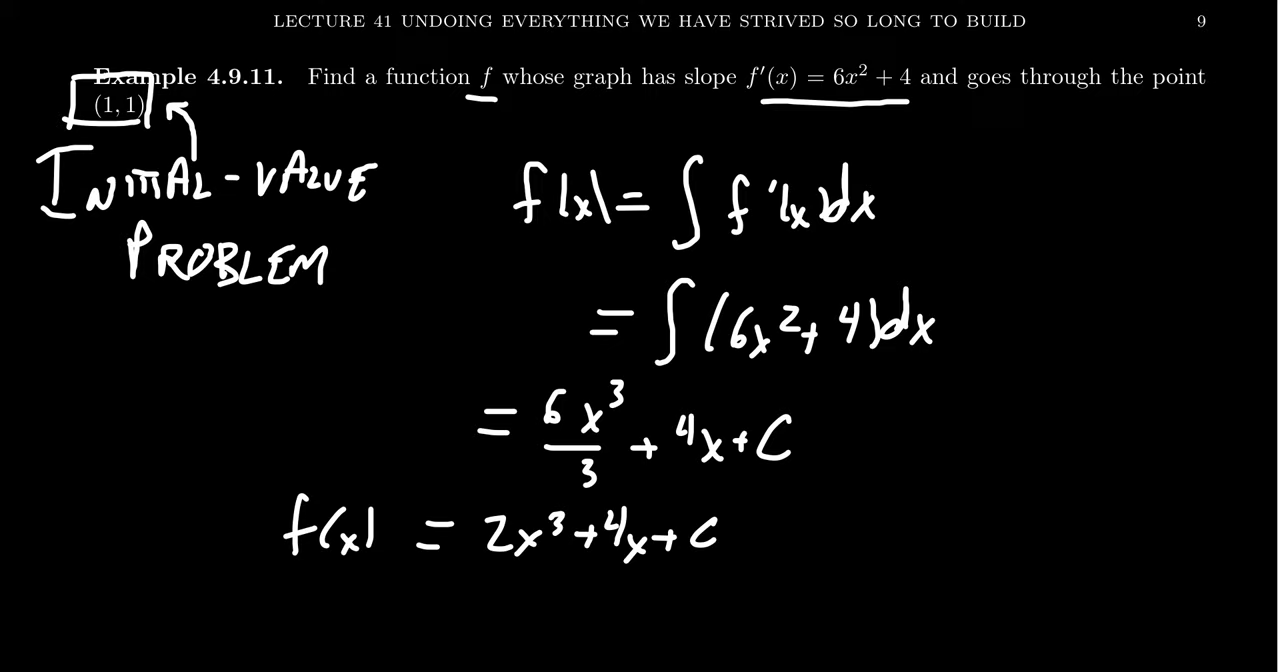 LECTURE 41 UNDOING EVERYTHING WE HAVE STRIVED SO LONG TO BUILD 9
Example 4.9.11. Find a function f whose graph has slope f′(x) = 6x² + 4 and goes through the point
(1, 1)
INITIAL-VALUE
PROBLEM
f(x) = ∫ f'(x)dx
= ∫ (6x² + 4)dx
= 6x³/3 + 4x + C
f(x) = 2x³ + 4x + C